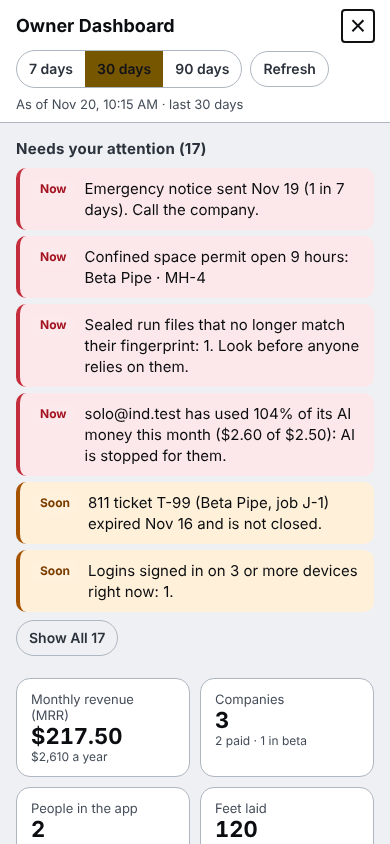 Owner Dashboard
7 days 30 days 90 days Refresh
As of Nov 20, 10:15 AM · last 30 days
Needs your attention (17)
Now Emergency notice sent Nov 19 (1 in 7
days). Call the company.
Now Confined space permit open 9 hours:
Beta Pipe · MH-4
Now Sealed run files that no longer match
their fingerprint: 1. Look before anyone
relies on them.
Now solo@ind.test has used 104% of its AI
money this month ($2.60 of $2.50): AI
is stopped for them.
Soon 811 ticket T-99 (Beta Pipe, job J-1)
expired Nov 16 and is not closed.
Soon Logins signed in on 3 or more devices
right now: 1.
Show All 17
Monthly revenue
(MRR)
$217.50
$2,610 a year
Companies
3
2 paid · 1 in beta
People in the app
2
Feet laid
120